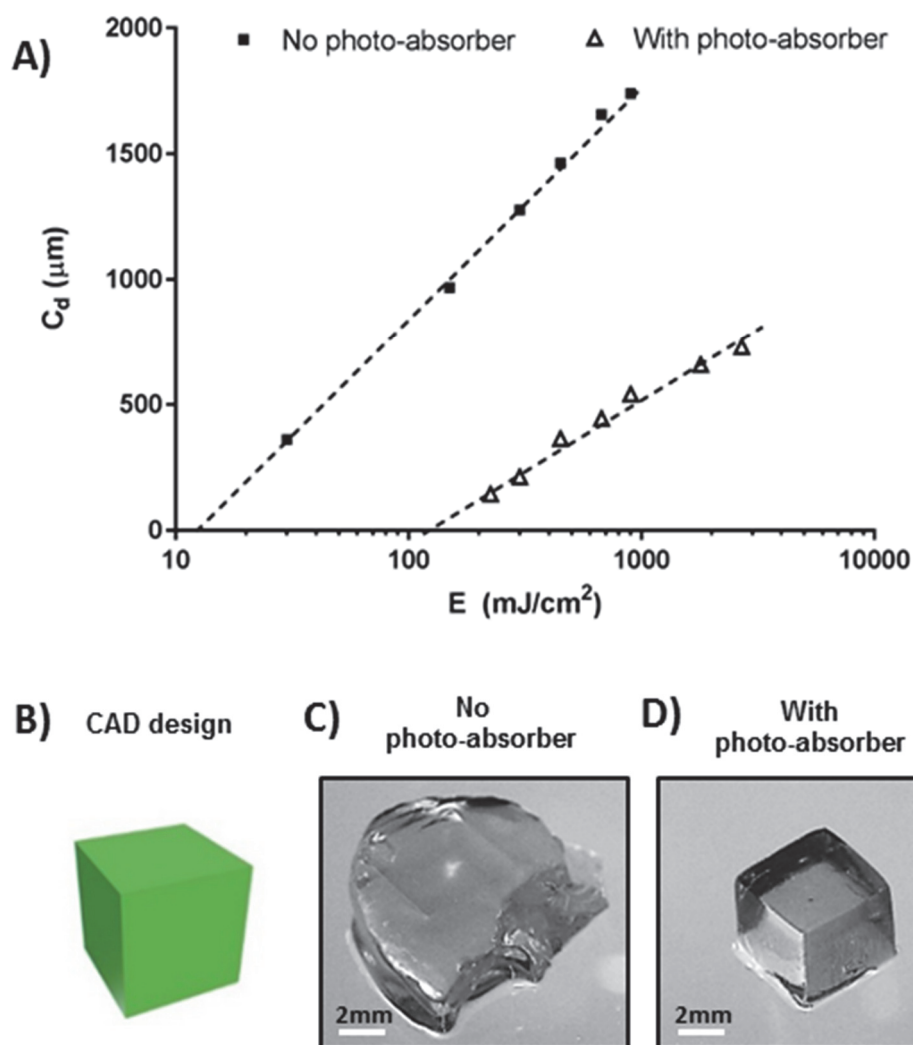 A)
No photo-absorber
With photo-absorber
2000
1500
1000
500
0
Cd (μm)
10
100
1000
10000
E (mJ/cm²)
B)
CAD design
C)
No
photo-absorber
D)
With
photo-absorber
2mm
2mm